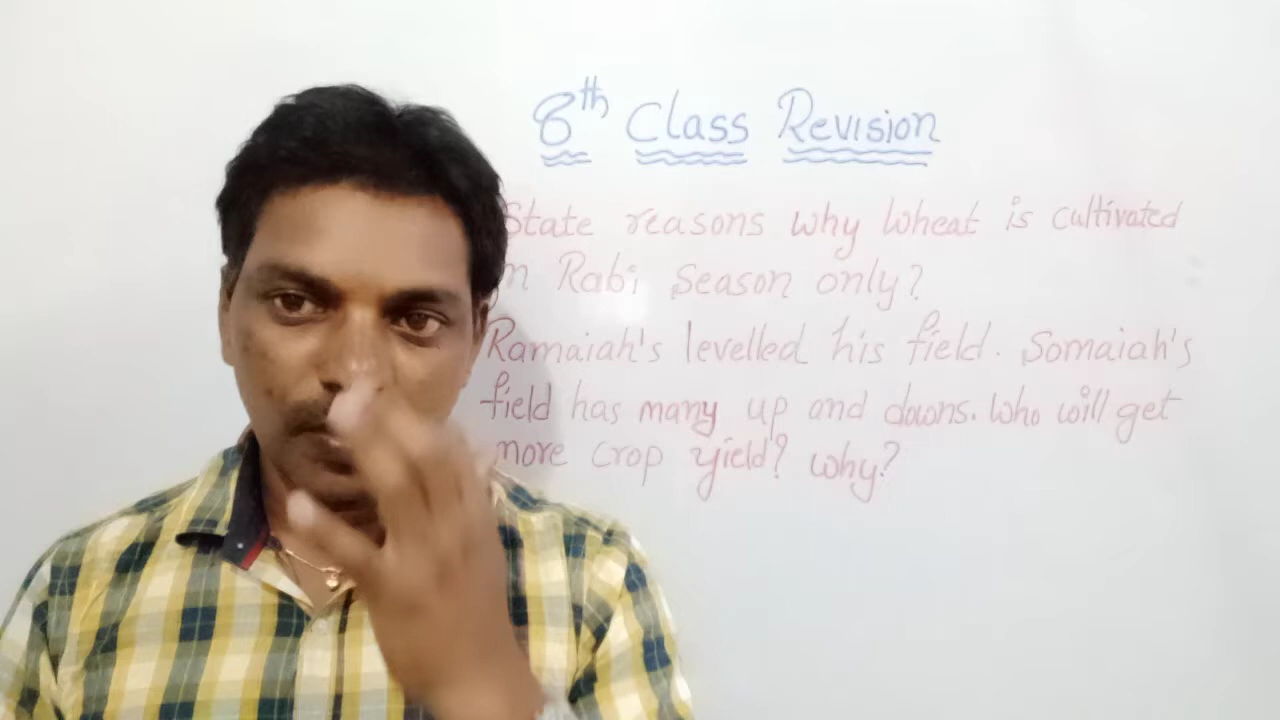 8th Class Revision
State reasons why wheat is cultivated
in Rabi season only?
Ramaiah's levelled his field. Somaiah's
field has many up and downs. Who will get
more crop yield? why?